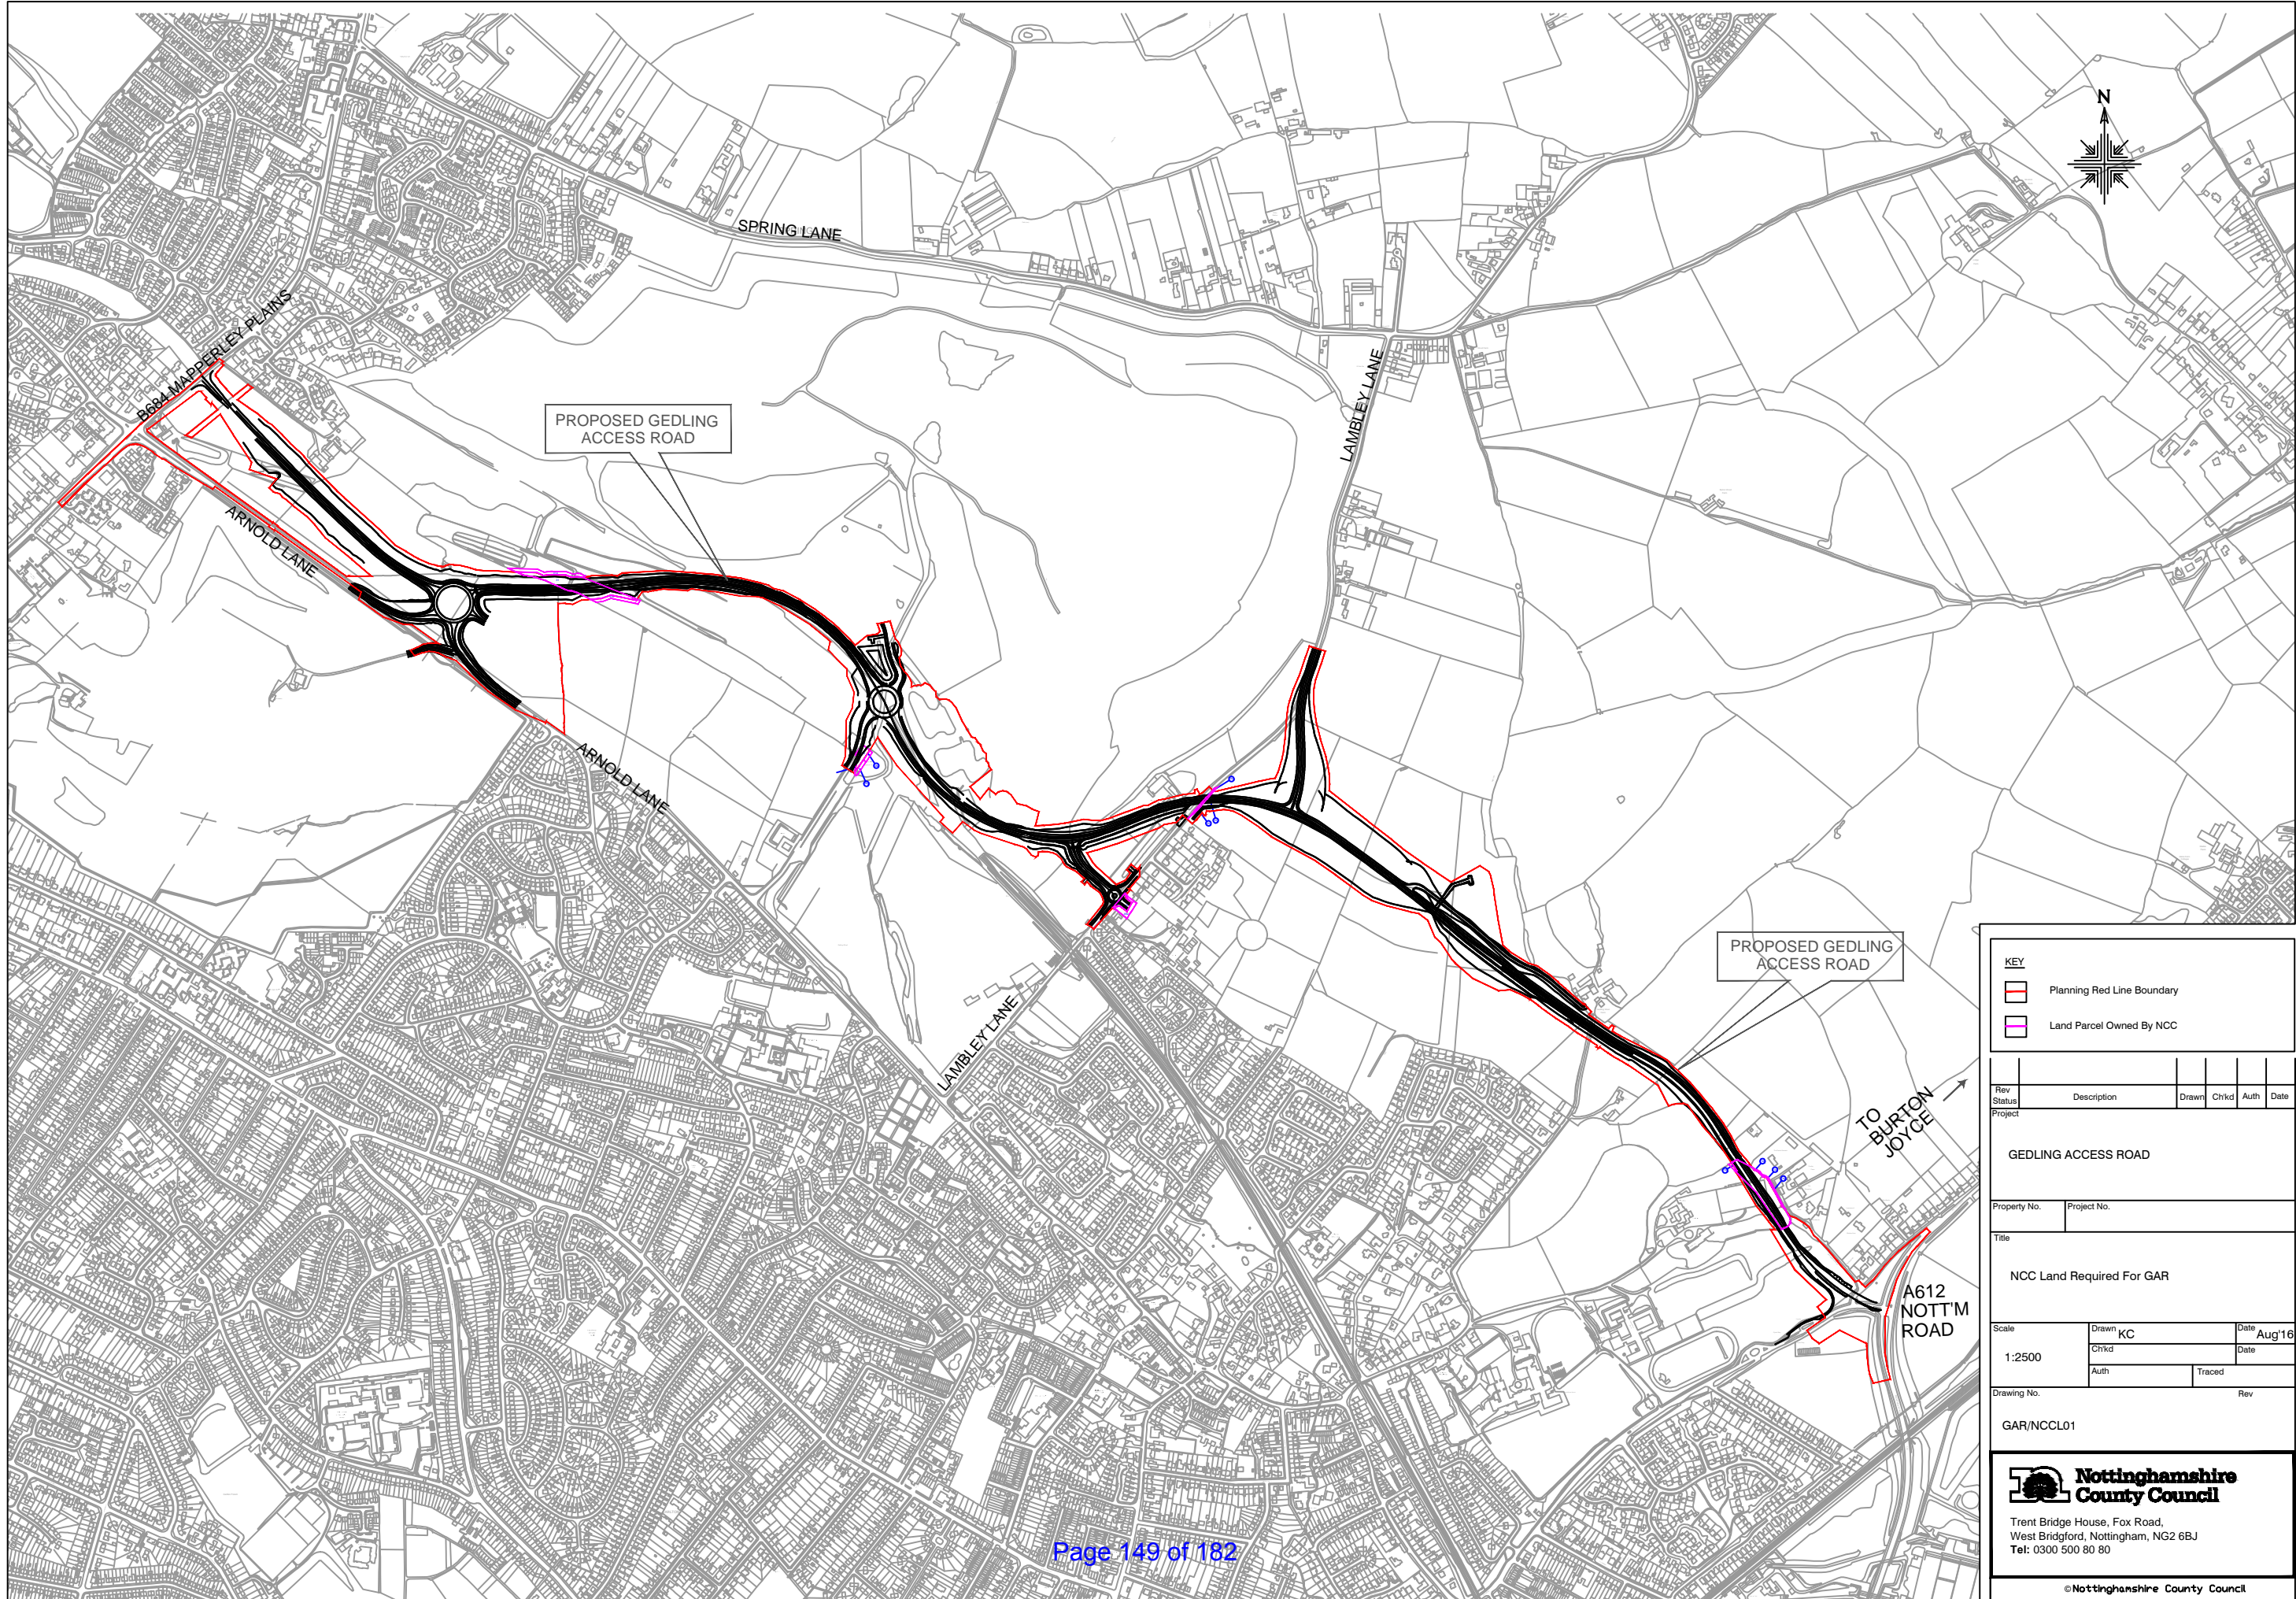 N
SPRING LANE
B684 MAPPERLEY PLAINS
PROPOSED GEDLING
ACCESS ROAD
LAMBLEY LANE
ARNOLD LANE
ARNOLD LANE
LAMBLEY LANE
PROPOSED GEDLING
ACCESS ROAD
TO
BURTON
JOYCE
A612
NOTT'M
ROAD
KEY
Planning Red Line Boundary
Land Parcel Owned By NCC
Rev
Status
Description
Drawn
Ch'kd
Auth
Date
Project
GEDLING ACCESS ROAD
Property No.
Project No.
Title
NCC Land Required For GAR
Scale
1:2500
Drawn KC
Date Aug'16
Ch'kd
Date
Auth
Traced
Drawing No.
Rev
GAR/NCCL01
Nottinghamshire
County Council
Trent Bridge House, Fox Road,
West Bridgford, Nottingham, NG2 6BJ
Tel: 0300 500 80 80
©Nottinghamshire County Council
Page 149 of 182